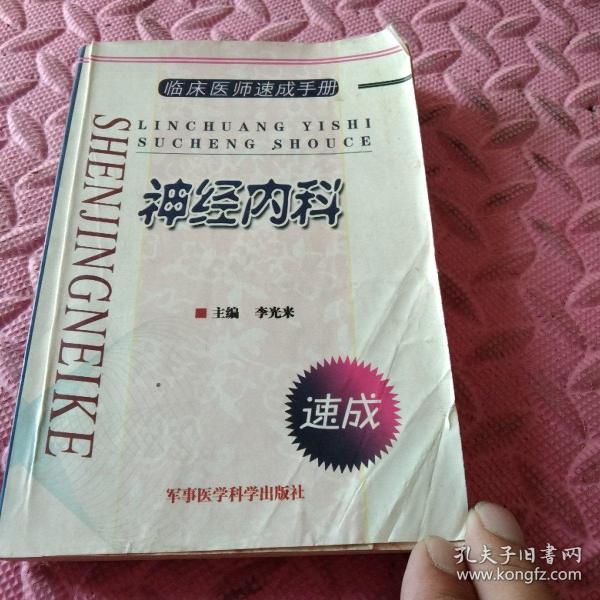 临床医师速成手册
LINCHUANG YISHI
SUCHENG SHOUCE
SHENJINGNEIKE
神经内科
■主编 李光来
速成
军事医学科学出版社
孔夫子旧书网
www.kongfz.com